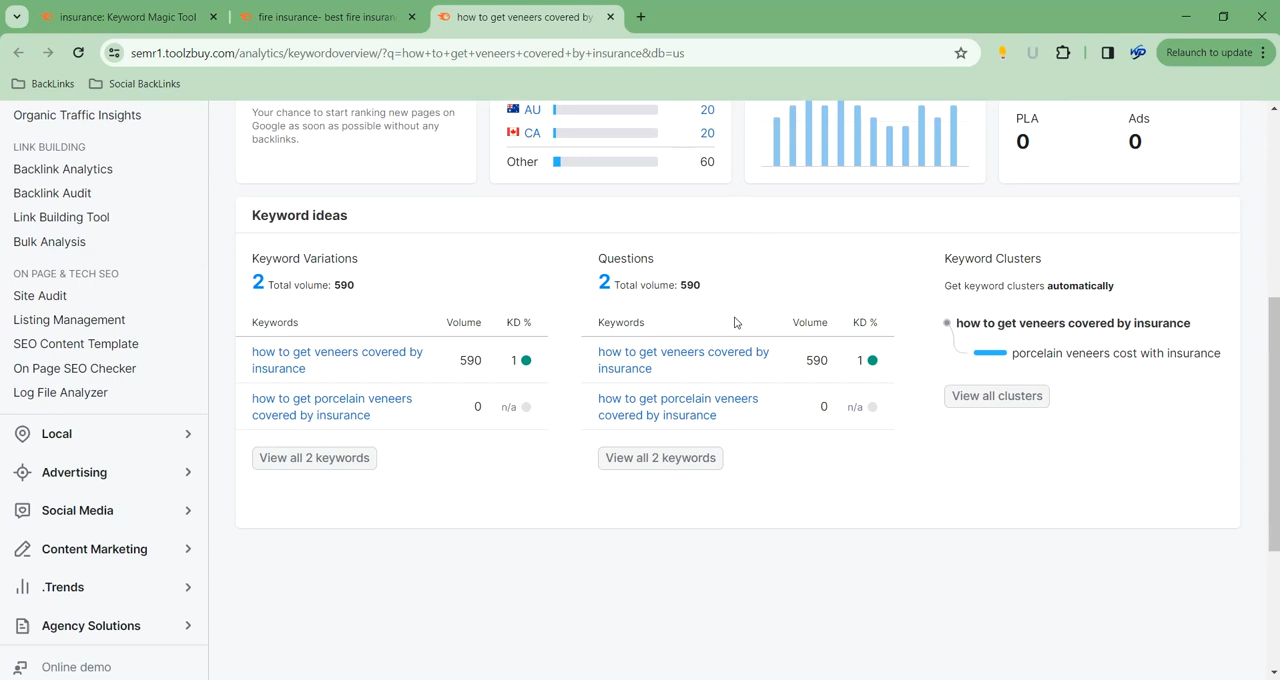 insurance: Keyword Magic Tool
fire insurance- best fire insuran
how to get veneers covered by
semr1.toolzbuy.com/analytics/keywordoverview/?q=how+to+get+veneers+covered+by+insurance&db=us
Relaunch to update
BackLinks
Social BackLinks
Organic Traffic Insights
LINK BUILDING
Backlink Analytics
Backlink Audit
Link Building Tool
Bulk Analysis
ON PAGE & TECH SEO
Site Audit
Listing Management
SEO Content Template
On Page SEO Checker
Log File Analyzer
Local
Advertising
Social Media
Content Marketing
.Trends
Agency Solutions
Online demo
Your chance to start ranking new pages on
Google as soon as possible without any
backlinks.
AU 20
CA 20
Other 60
PLA
0
Ads
0
Keyword ideas
Keyword Variations
2 Total volume: 590
Keywords Volume KD %
how to get veneers covered by
insurance
590 1
how to get porcelain veneers
covered by insurance
0 n/a
View all 2 keywords
Questions
2 Total volume: 590
Keywords Volume KD %
how to get veneers covered by
insurance
590 1
how to get porcelain veneers
covered by insurance
0 n/a
View all 2 keywords
Keyword Clusters
Get keyword clusters automatically
how to get veneers covered by insurance
porcelain veneers cost with insurance
View all clusters